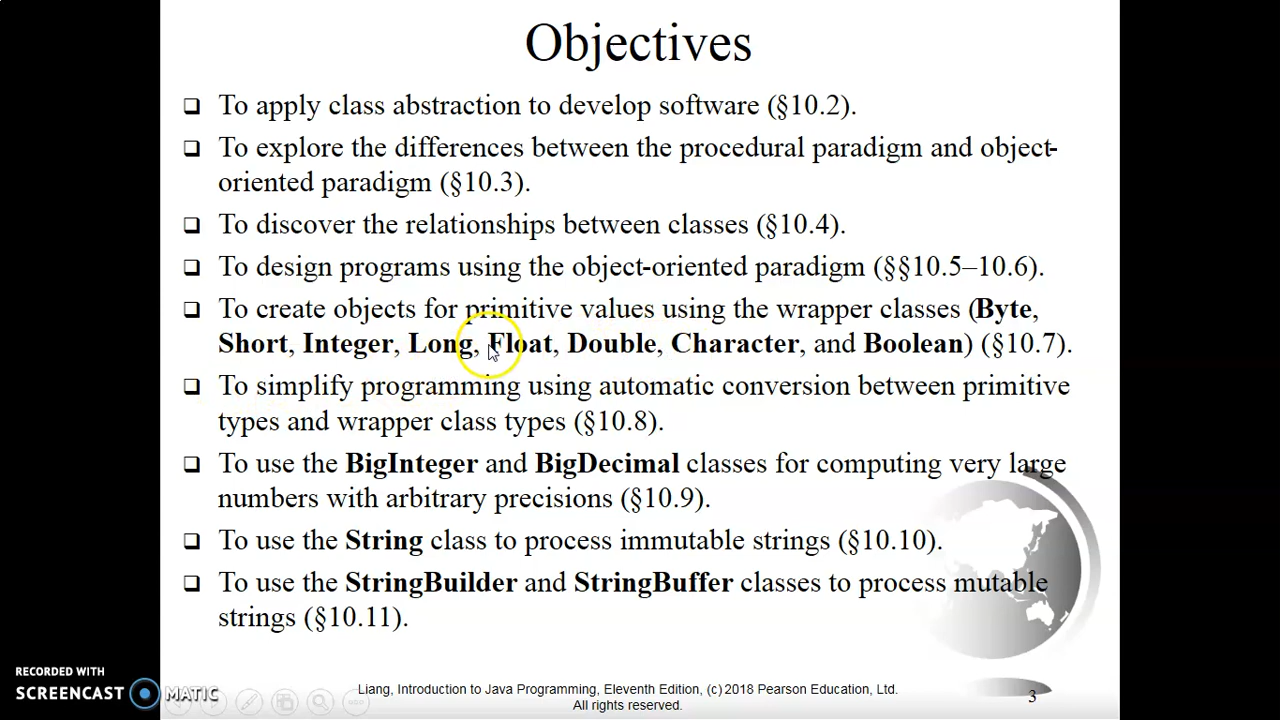 Objectives
❑ To apply class abstraction to develop software (§10.2).
❑ To explore the differences between the procedural paradigm and object-
oriented paradigm (§10.3).
❑ To discover the relationships between classes (§10.4).
❑ To design programs using the object-oriented paradigm (§§10.5–10.6).
❑ To create objects for primitive values using the wrapper classes (Byte,
Short, Integer, Long, Float, Double, Character, and Boolean) (§10.7).
❑ To simplify programming using automatic conversion between primitive
types and wrapper class types (§10.8).
❑ To use the BigInteger and BigDecimal classes for computing very large
numbers with arbitrary precisions (§10.9).
❑ To use the String class to process immutable strings (§10.10).
❑ To use the StringBuilder and StringBuffer classes to process mutable
strings (§10.11).
RECORDED WITH
SCREENCAST MATIC
Liang, Introduction to Java Programming, Eleventh Edition, (c) 2018 Pearson Education, Ltd.
All rights reserved.
3